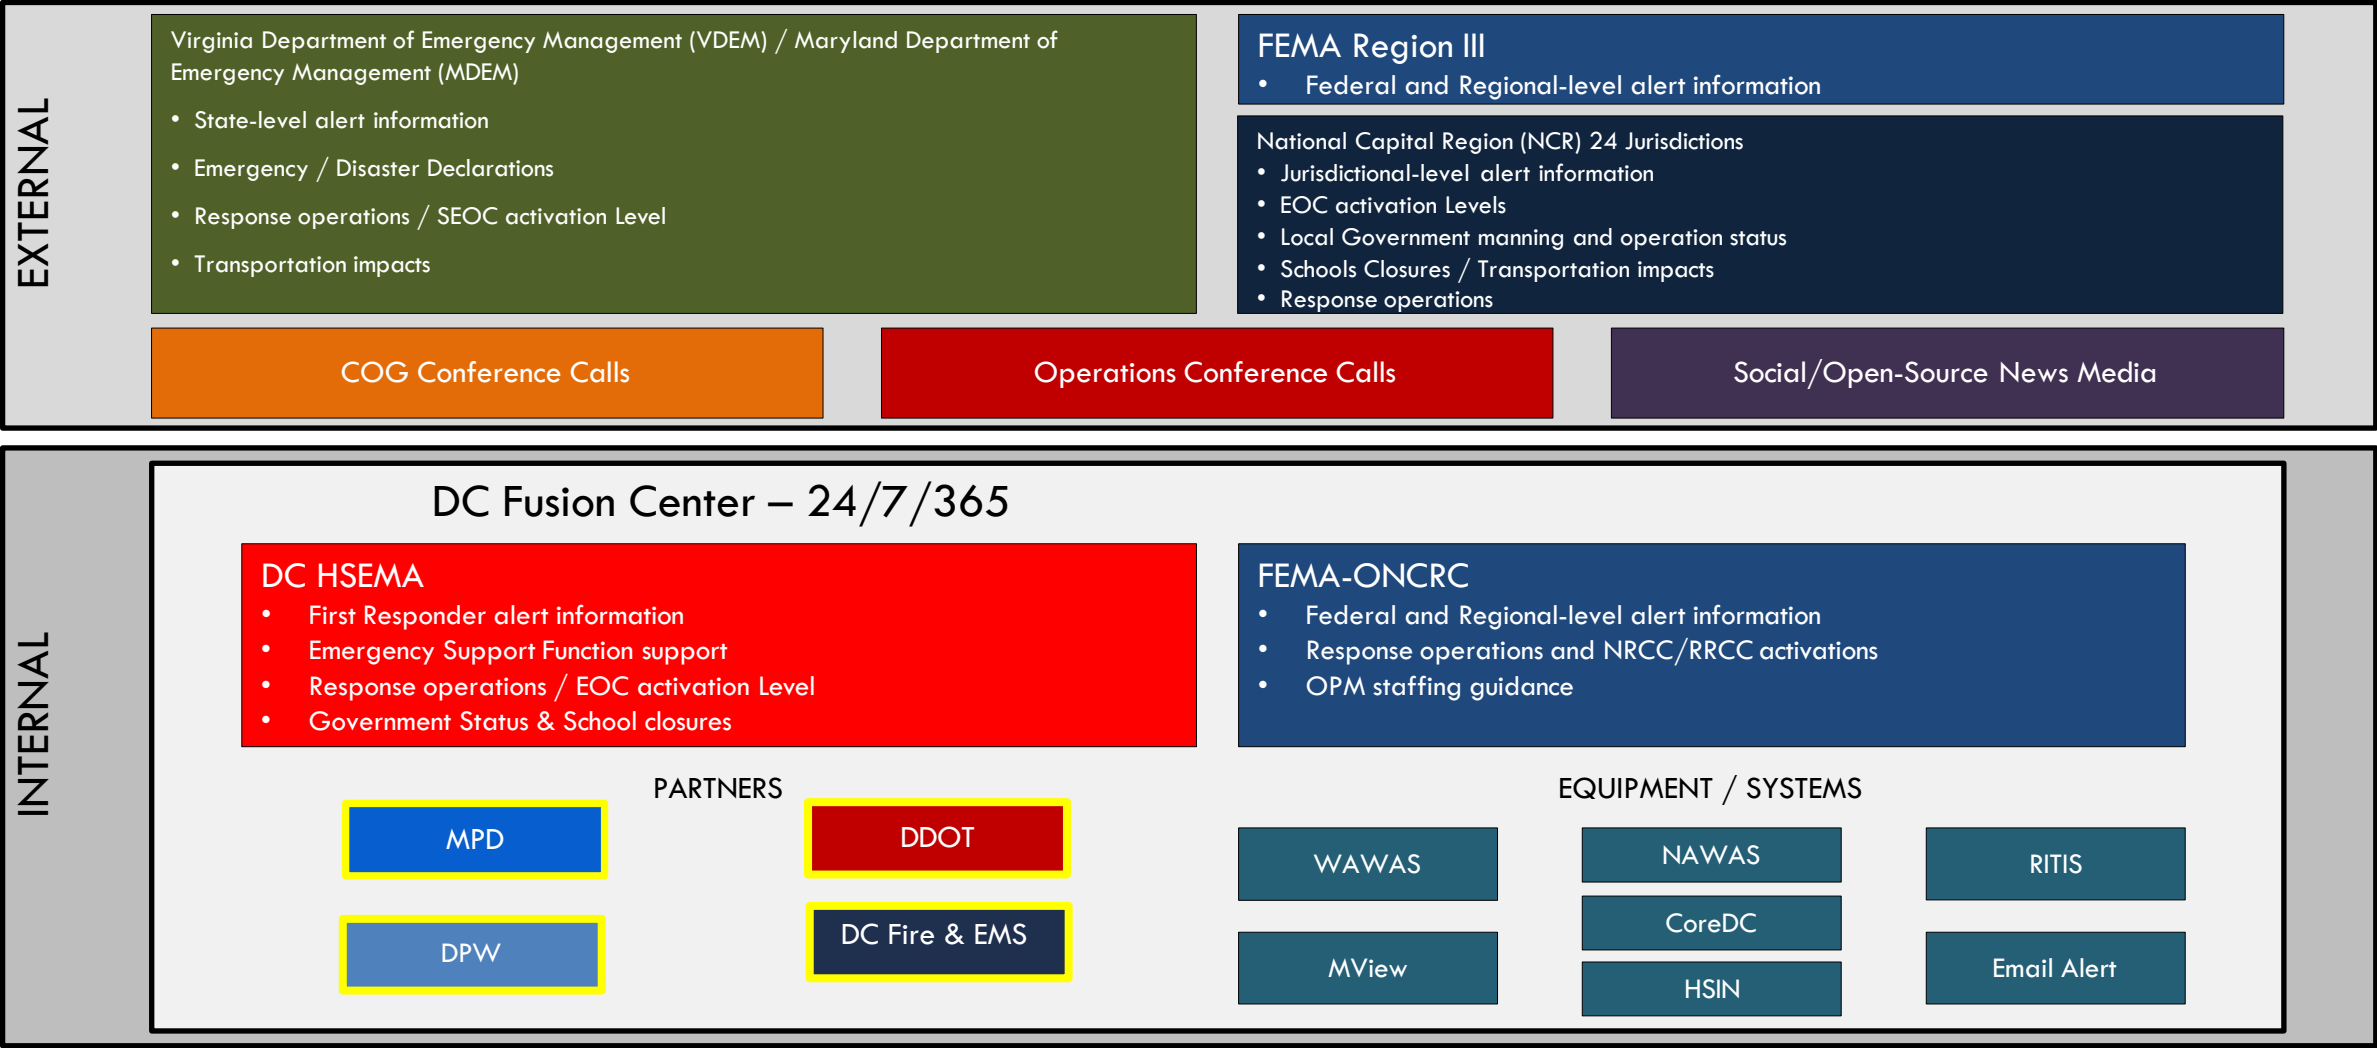 EXTERNAL
Virginia Department of Emergency Management (VDEM) / Maryland Department of
Emergency Management (MDEM)
• State-level alert information
• Emergency / Disaster Declarations
• Response operations / SEOC activation Level
• Transportation impacts
FEMA Region III
• Federal and Regional-level alert information
National Capital Region (NCR) 24 Jurisdictions
• Jurisdictional-level alert information
• EOC activation Levels
• Local Government manning and operation status
• Schools Closures / Transportation impacts
• Response operations
COG Conference Calls
Operations Conference Calls
Social/Open-Source News Media
INTERNAL
DC Fusion Center – 24/7/365
DC HSEMA
• First Responder alert information
• Emergency Support Function support
• Response operations / EOC activation Level
• Government Status & School closures
FEMA-ONCRC
• Federal and Regional-level alert information
• Response operations and NRCC/RRCC activations
• OPM staffing guidance
PARTNERS
MPD
DDOT
DPW
DC Fire & EMS
EQUIPMENT / SYSTEMS
WAWAS
NAWAS
RITIS
CoreDC
MView
HSIN
Email Alert